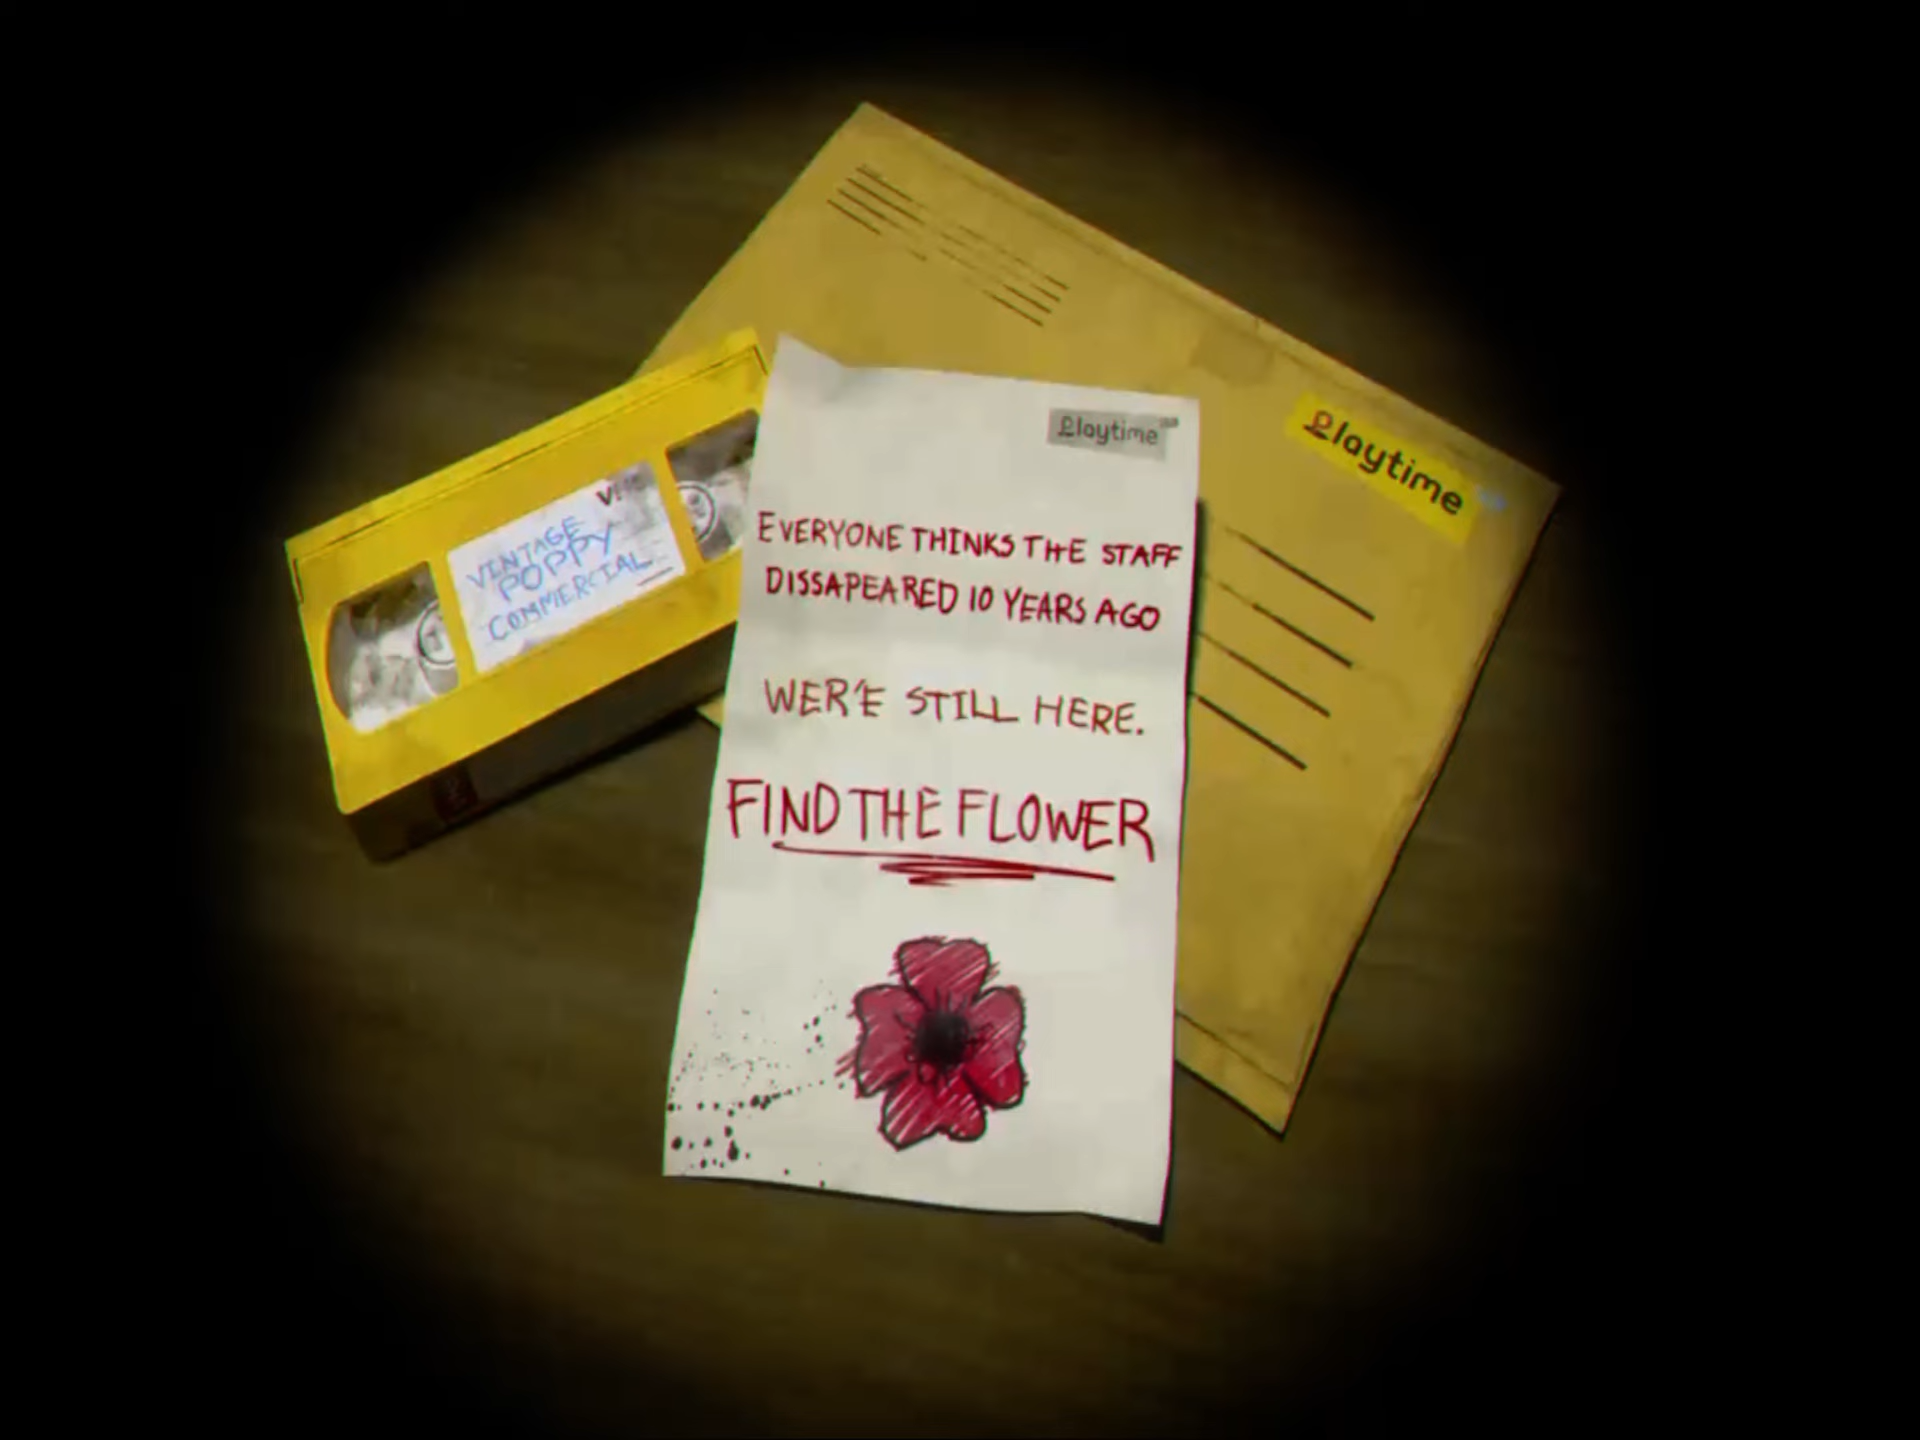 Playtime
VINTAGE
POPPY
COMMERCIAL
Playtime
EVERYONE THINKS THE STAFF
DISSAPEARED 10 YEARS AGO
WER'E STILL HERE.
FIND THE FLOWER